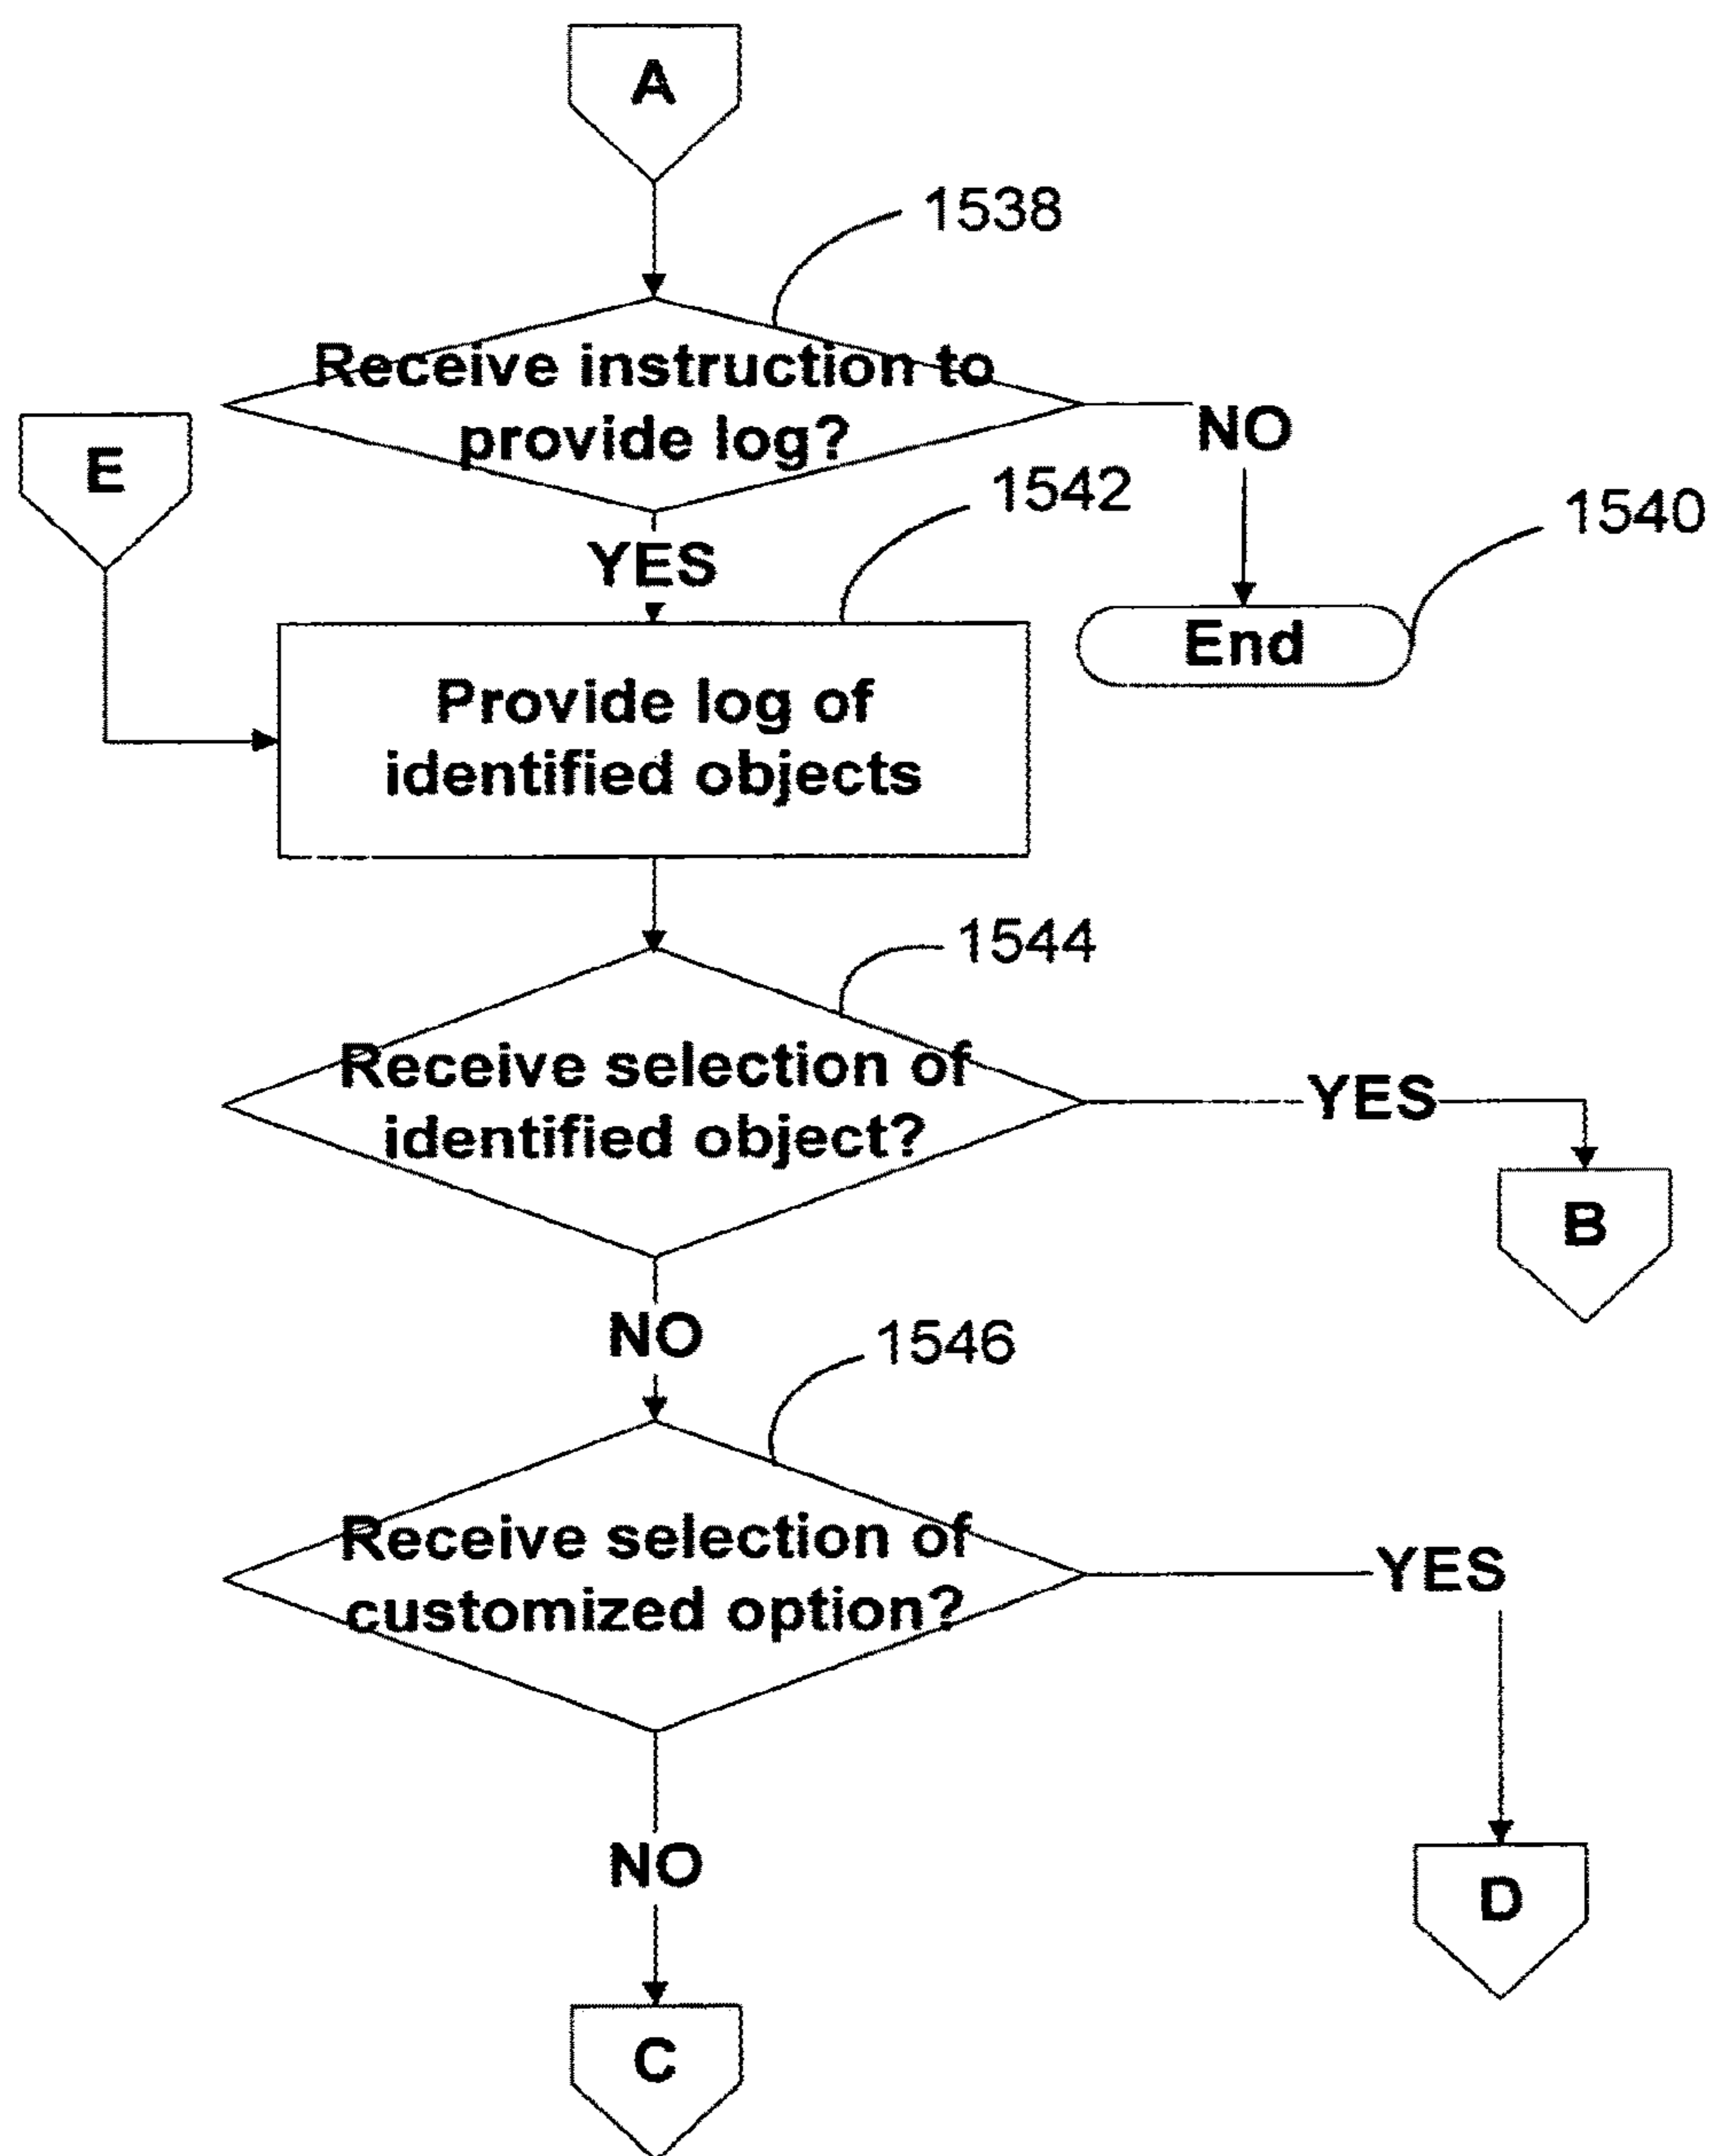 A
1538
Receive instruction to
provide log?
NO
E
1542
1540
YES
End
Provide log of
identified objects
1544
Receive selection of
identified object?
YES
B
NO
1546
Receive selection of
customized option?
YES
NO
D
C